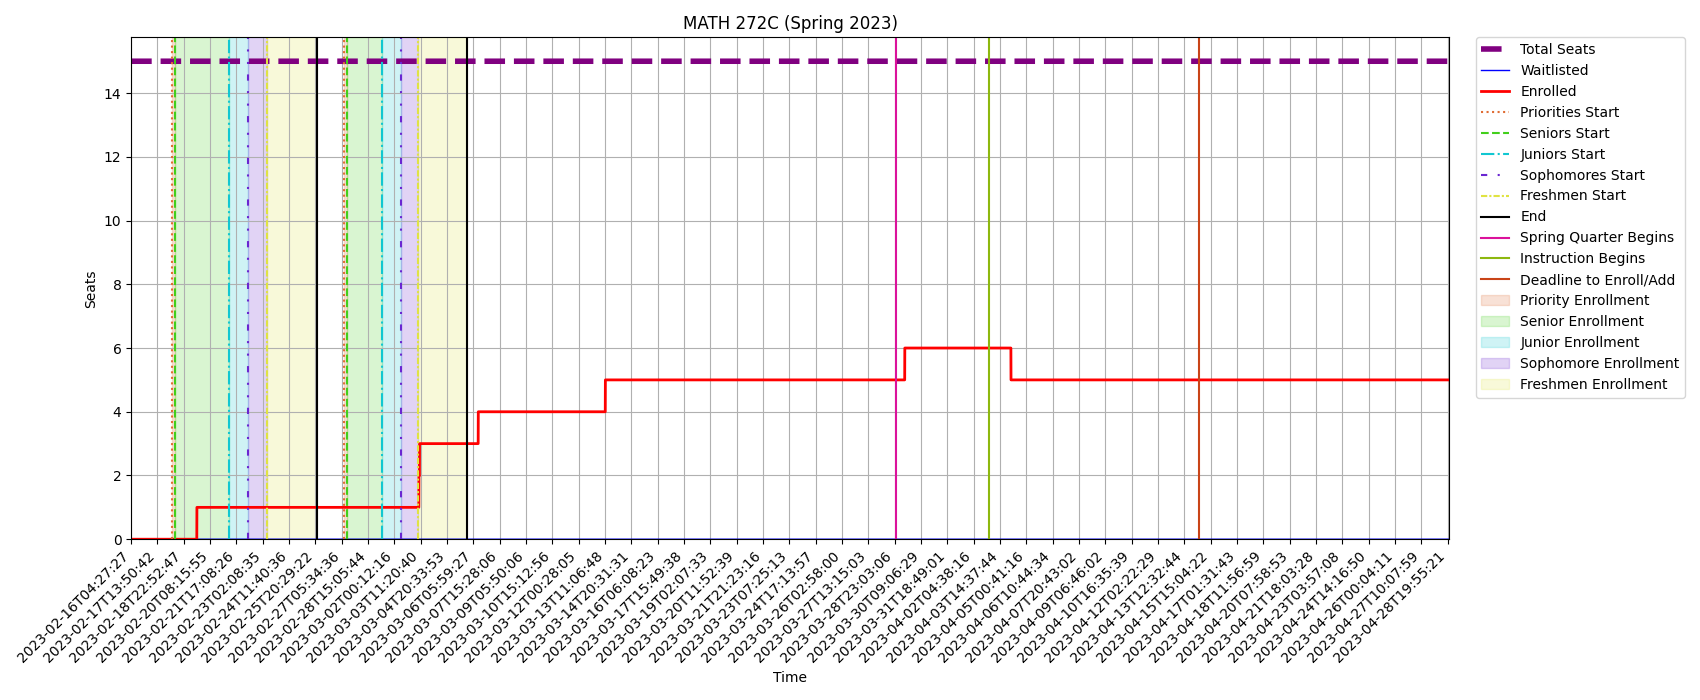 MATH 272C (Spring 2023)
Seats
14
12
10
8
6
4
2
0
2023-02-16T04:27:27
2023-02-17T13:50:42
2023-02-18T22:52:47
2023-02-20T08:15:55
2023-02-21T17:08:26
2023-02-23T02:08:35
2023-02-24T11:40:36
2023-02-25T20:29:22
2023-02-27T05:34:36
2023-02-28T15:05:44
2023-03-02T00:12:16
2023-03-03T11:20:40
2023-03-04T20:33:53
2023-03-06T05:59:27
2023-03-07T15:28:06
2023-03-09T05:50:06
2023-03-10T15:12:56
2023-03-12T00:28:05
2023-03-13T11:06:48
2023-03-14T20:31:31
2023-03-16T06:08:23
2023-03-17T15:49:38
2023-03-19T02:07:33
2023-03-20T11:52:39
2023-03-21T21:23:16
2023-03-23T07:25:13
2023-03-24T17:13:57
2023-03-26T02:58:00
2023-03-27T13:15:03
2023-03-28T23:03:06
2023-03-30T09:06:29
2023-03-31T18:49:01
2023-04-02T04:38:16
2023-04-03T14:37:44
2023-04-05T00:41:16
2023-04-06T10:44:34
2023-04-07T20:43:02
2023-04-09T06:46:02
2023-04-10T16:35:39
2023-04-12T02:22:29
2023-04-13T12:32:44
2023-04-15T15:04:22
2023-04-17T01:31:43
2023-04-18T11:56:59
2023-04-20T07:58:53
2023-04-21T18:03:28
2023-04-23T03:57:08
2023-04-24T14:16:50
2023-04-26T00:04:11
2023-04-27T10:07:59
2023-04-28T19:55:21
Time
Total Seats
Waitlisted
Enrolled
Priorities Start
Seniors Start
Juniors Start
Sophomores Start
Freshmen Start
End
Spring Quarter Begins
Instruction Begins
Deadline to Enroll/Add
Priority Enrollment
Senior Enrollment
Junior Enrollment
Sophomore Enrollment
Freshmen Enrollment